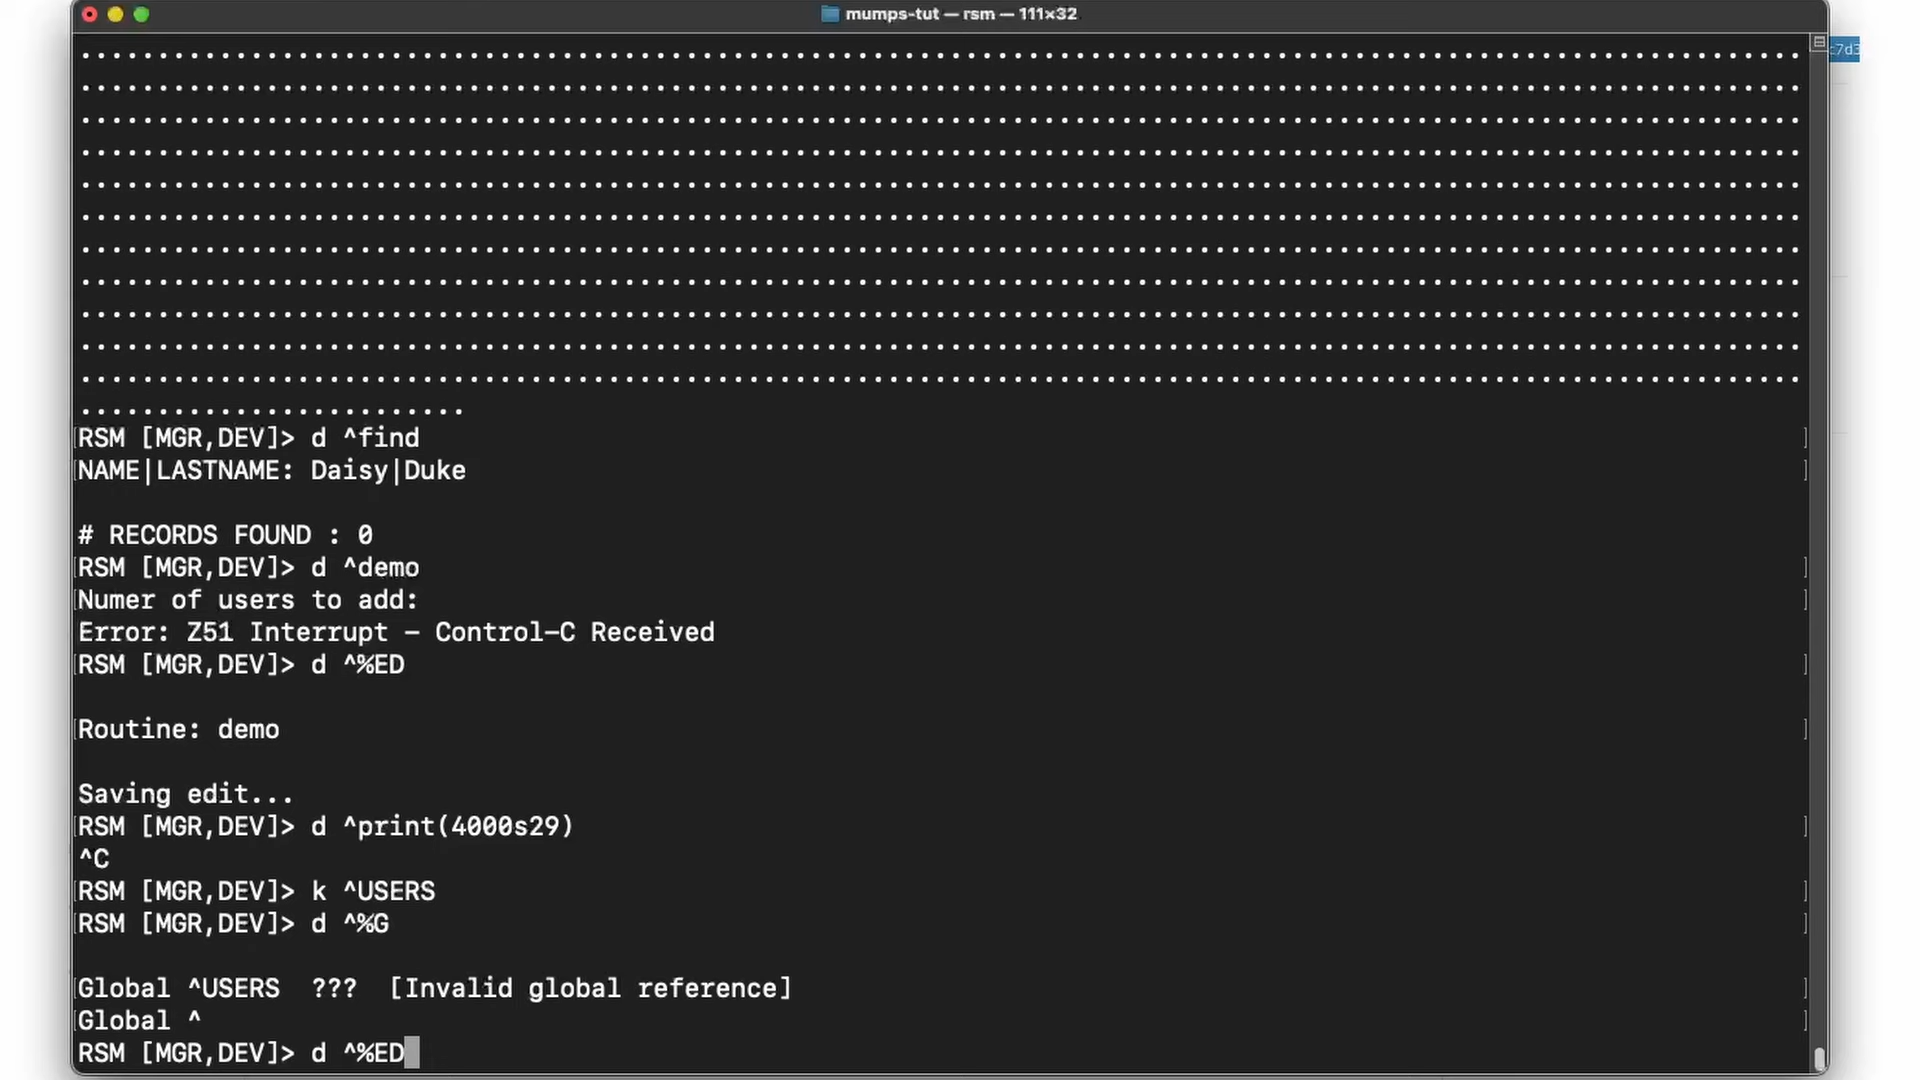 mumps-tut — rsm — 111×32
c7d3
................................................................................................................
................................................................................................................
................................................................................................................
................................................................................................................
................................................................................................................
................................................................................................................
................................................................................................................
................................................................................................................
................................................................................................................
................................................................................................................
................................................................................................................
.........................
RSM [MGR,DEV]> d ^find
NAME|LASTNAME: Daisy|Duke
# RECORDS FOUND : 0
RSM [MGR,DEV]> d ^demo
Numer of users to add:
Error: Z51 Interrupt - Control-C Received
RSM [MGR,DEV]> d ^%ED
Routine: demo
Saving edit...
RSM [MGR,DEV]> d ^print(4000s29)
^C
RSM [MGR,DEV]> k ^USERS
RSM [MGR,DEV]> d ^%G
Global ^USERS  ???  [Invalid global reference]
Global ^
RSM [MGR,DEV]> d ^%ED